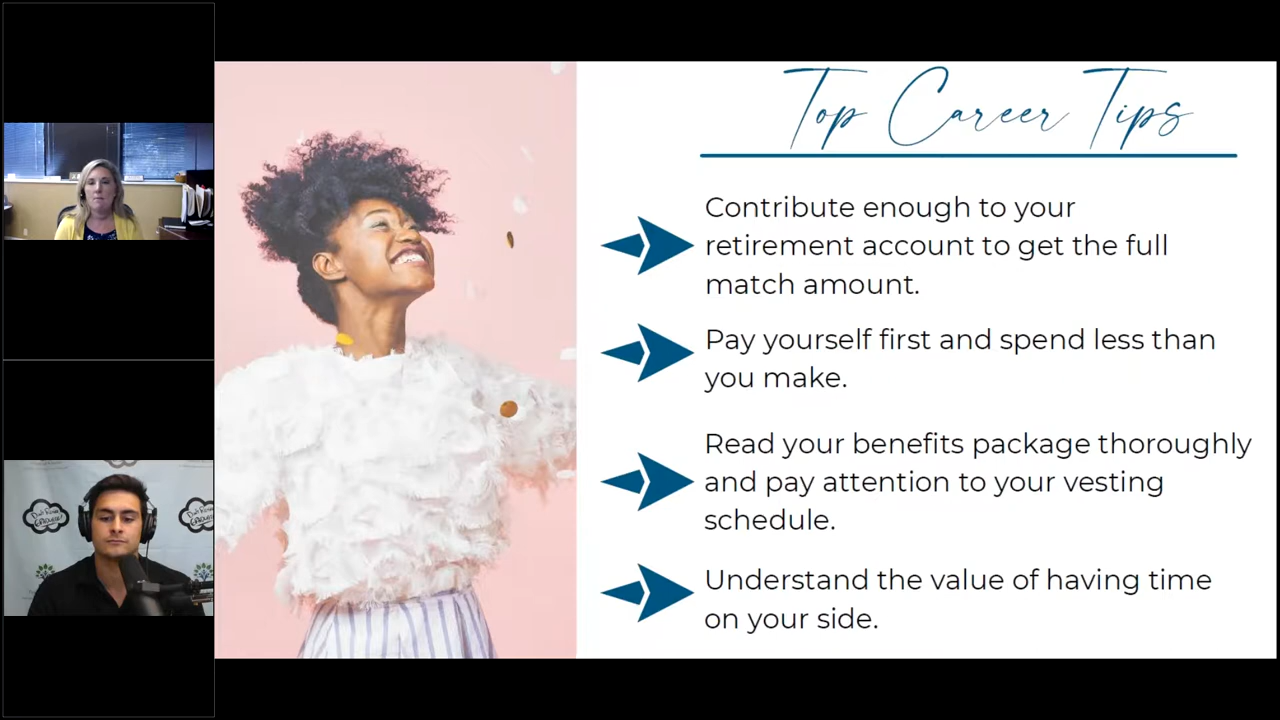 Top Career Tips
Contribute enough to your
retirement account to get the full
match amount.
Pay yourself first and spend less than
you make.
Read your benefits package thoroughly
and pay attention to your vesting
schedule.
Understand the value of having time
on your side.